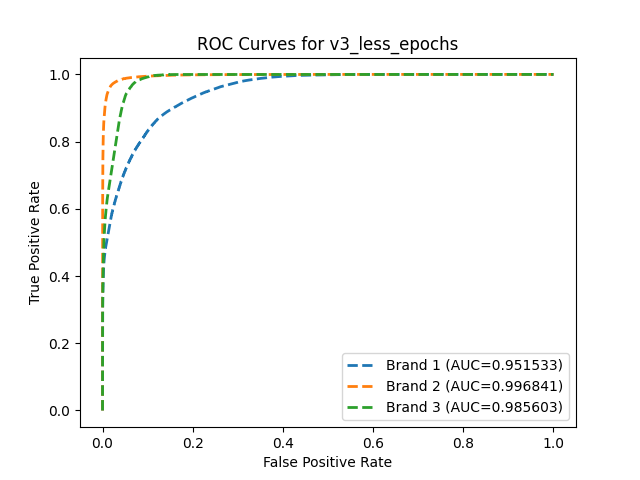 ROC Curves for v3_less_epochs
True Positive Rate
1.0
0.8
0.6
0.4
0.2
0.0
Brand 1 (AUC=0.951533)
Brand 2 (AUC=0.996841)
Brand 3 (AUC=0.985603)
0.0 0.2 0.4 0.6 0.8 1.0
False Positive Rate